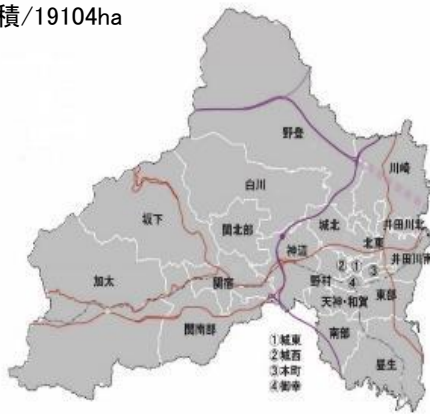 積/19104ha
野登
川崎
白川
坂下
関北部
城北
井田川北
北東
神辺
井田川南
②①
③
加太
関宿
野村
④
東部
天神・和賀
関南部
南部
昼生
①城東
②城西
③本町
④御幸